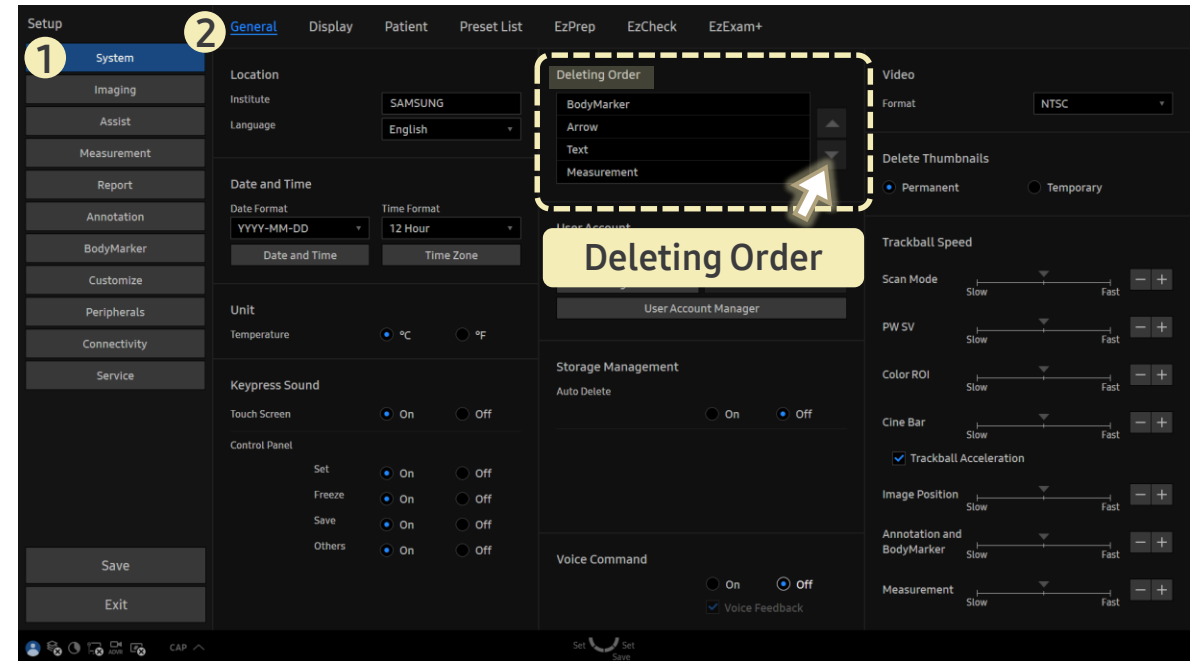 Setup
1
System
Imaging
Assist
Measurement
Report
Annotation
BodyMarker
Customize
Peripherals
Connectivity
Service
Save
Exit
2
General Display Patient Preset List EzPrep EzCheck EzExam+
Location
Institute SAMSUNG
Language English
Date and Time
Date Format Time Format
YYYY-MM-DD 12 Hour
Date and Time Time Zone
Unit
Temperature °C °F
Keypress Sound
Touch Screen On Off
Control Panel
Set On Off
Freeze On Off
Save On Off
Others On Off
Deleting Order
BodyMarker
Arrow
Text
Measurement
User Account
Deleting Order
User Account Manager
Storage Management
Auto Delete
On Off
Voice Command
On Off
Voice Feedback
Video
Format NTSC
Delete Thumbnails
Permanent Temporary
Trackball Speed
Scan Mode
Slow Fast
PW SV
Slow Fast
Color ROI
Slow Fast
Cine Bar
Slow Fast
Trackball Acceleration
Image Position
Slow Fast
Annotation and
BodyMarker
Slow Fast
Measurement
Slow Fast
CAP
Set Set
Save